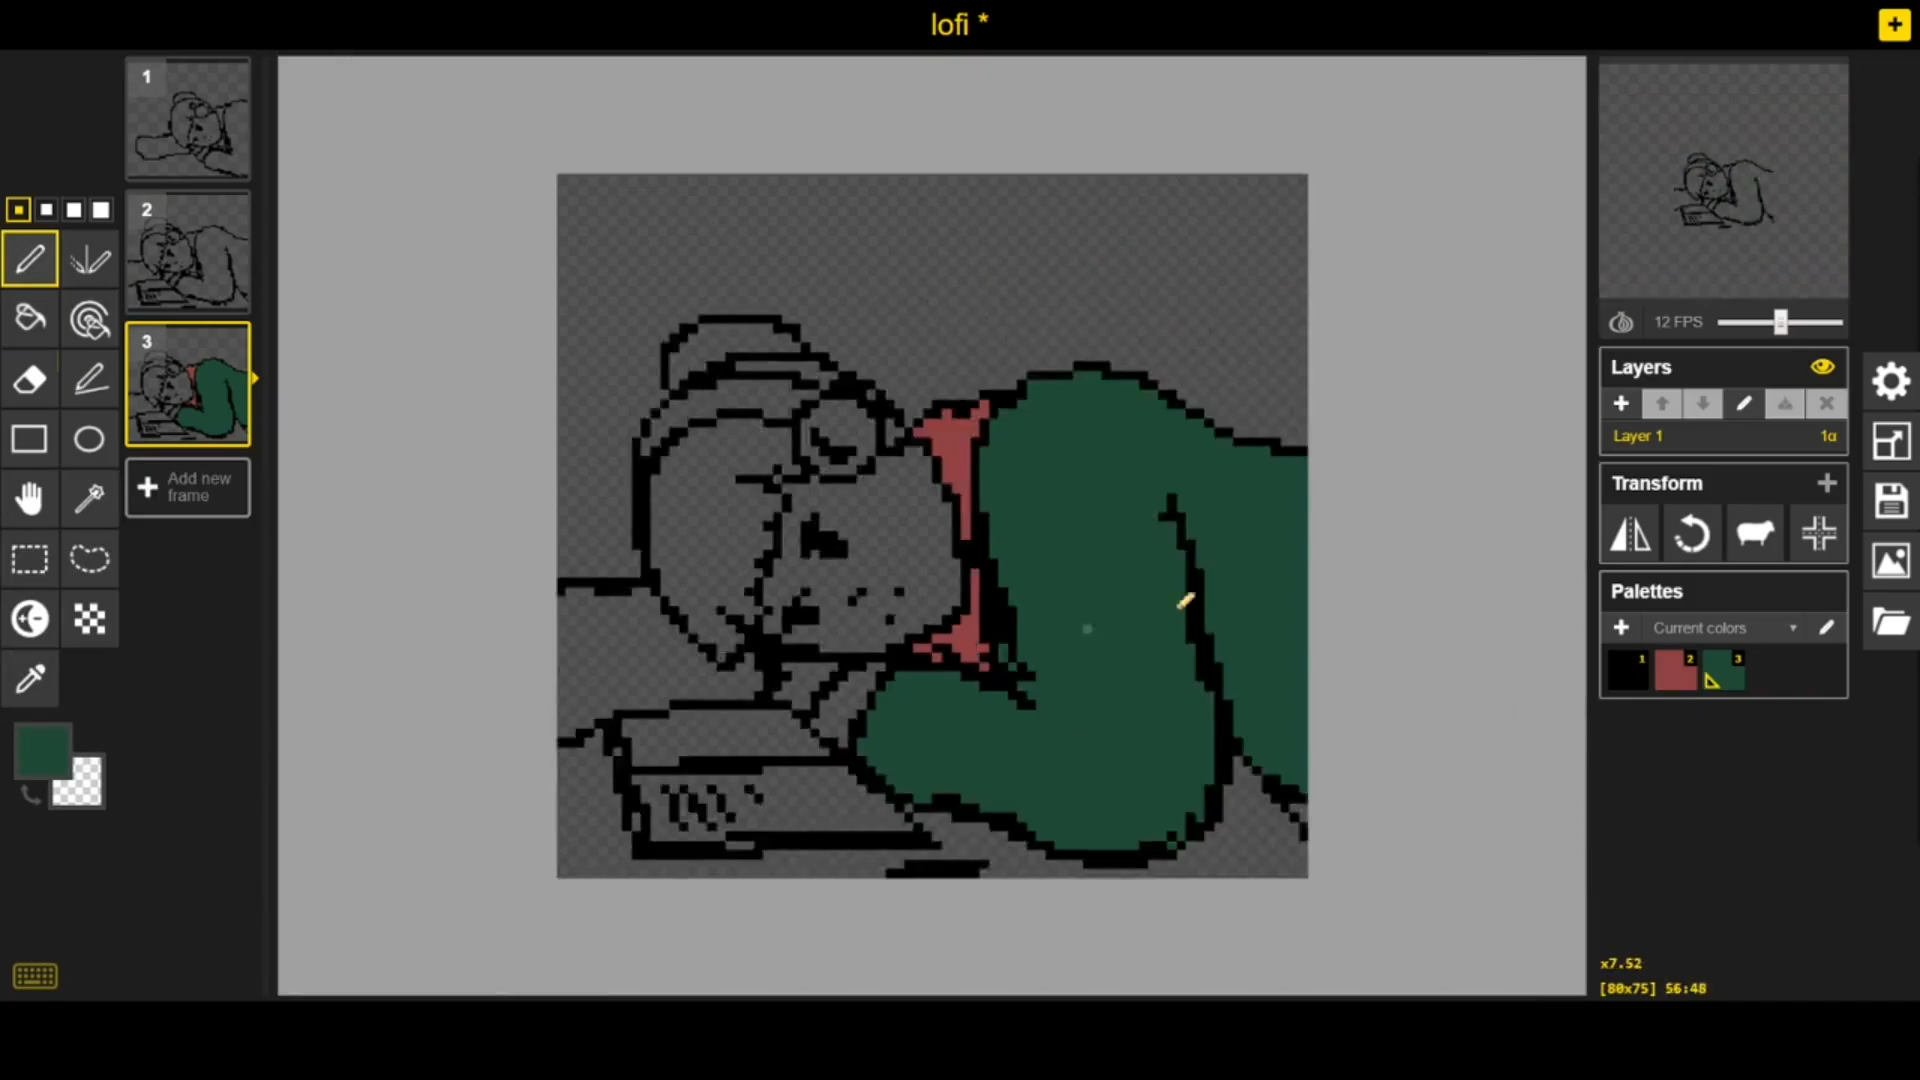 lofi *
1
2
3
Add new
frame
12 FPS
Layers
Layer 1
1α
Transform
Palettes
Current colors
1
2
3
x7.52
[80x75] 56:48